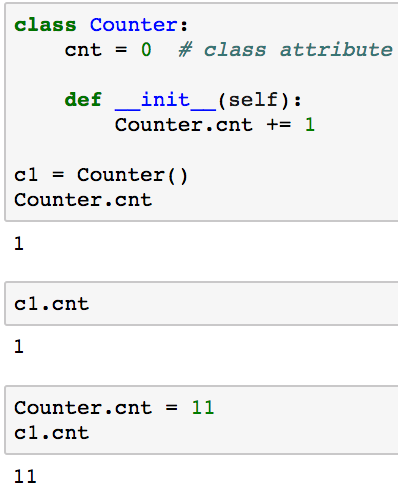 class Counter:
    cnt = 0  # class attribute
    def __init__(self):
        Counter.cnt += 1
c1 = Counter()
Counter.cnt
1
c1.cnt
1
Counter.cnt = 11
c1.cnt
11